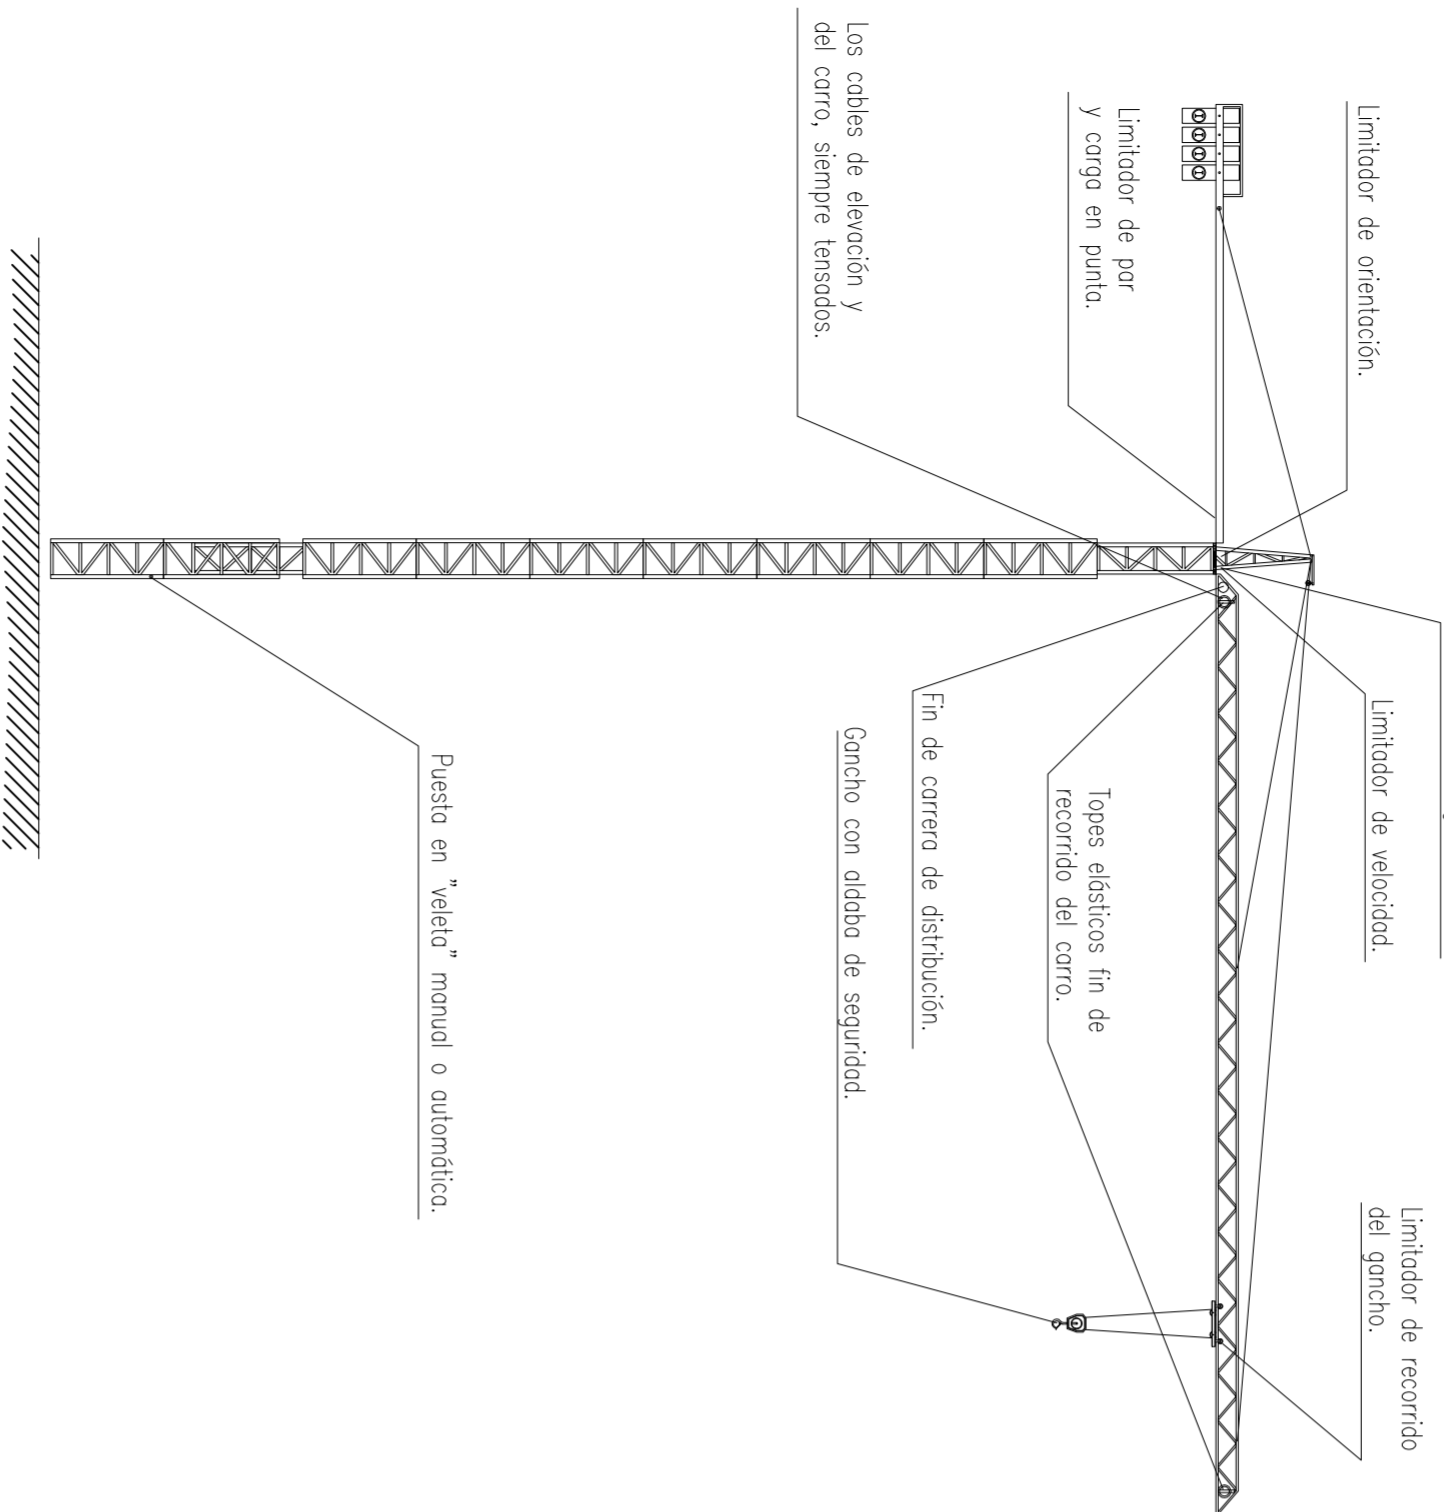 Limitador de orientación.
Limitador de velocidad.
Limitador de recorrido
del gancho.
Limitador de par
y carga en punta.
Topes elásticos fin de
recorrido del carro.
Fin de carrera de distribución.
Los cables de elevación y
del carro, siempre tensados.
Gancho con aldaba de seguridad.
Puesta en "veleta" manual o automática.